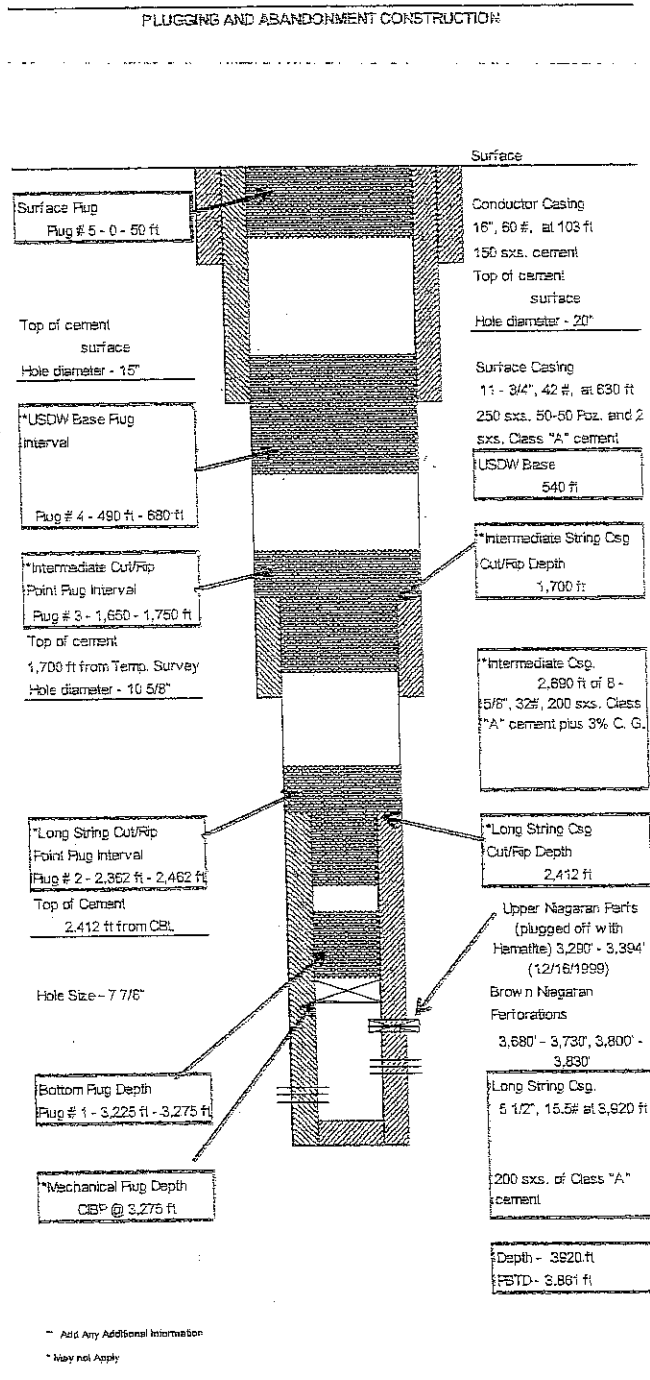 PLUGGING AND ABANDONMENT CONSTRUCTION
Surface
Surface Plug
Plug # 5 - 0 - 50 ft
Conductor Casing
16", 60 #, at 103 ft
150 sxs. cement
Top of cement
surface
Hole diameter - 20"
Top of cement
surface
Hole diameter - 15"
Surface Casing
11 - 3/4", 42 #, at 630 ft
250 sxs. 50-50 Poz. and 2
sxs. Class "A" cement
*USDW Base Plug
Interval
Plug # 4 - 490 ft - 680 ft
USDW Base
540 ft
*Intermediate String Csg
Cut/Rip Depth
1,700 ft
*Intermediate Cut/Rip
Point Plug Interval
Plug # 3 - 1,650 - 1,750 ft
Top of cement
1,700 ft from Temp. Survey
Hole diameter - 10 5/8"
*Intermediate Csg.
2,690 ft of 8 -
5/8", 32#, 200 sxs. Class
"A" cement plus 3% C. G.
*Long String Cut/Rip
Point Plug Interval
Plug # 2 - 2,362 ft - 2,462 ft
Top of Cement
2,412 ft from CBL
*Long String Csg
Cut/Rip Depth
2,412 ft
Upper Niagaran Perfs
(plugged off with
Hematite) 3,290' - 3,394'
(12/16/1999)
Hole Size - 7 7/8"
Brown Niagaran
Perforations
3,680' - 3,730', 3,800' -
3,830'
Bottom Plug Depth
Plug # 1 - 3,225 ft - 3,275 ft
Long String Csg.
5 1/2", 15.5# at 3,920 ft
200 sxs. of Class "A"
cement
*Mechanical Plug Depth
CIBP @ 3,275 ft
Depth - 3920 ft
PBTD - 3,861 ft
** Add Any Additional Information
* May not Apply